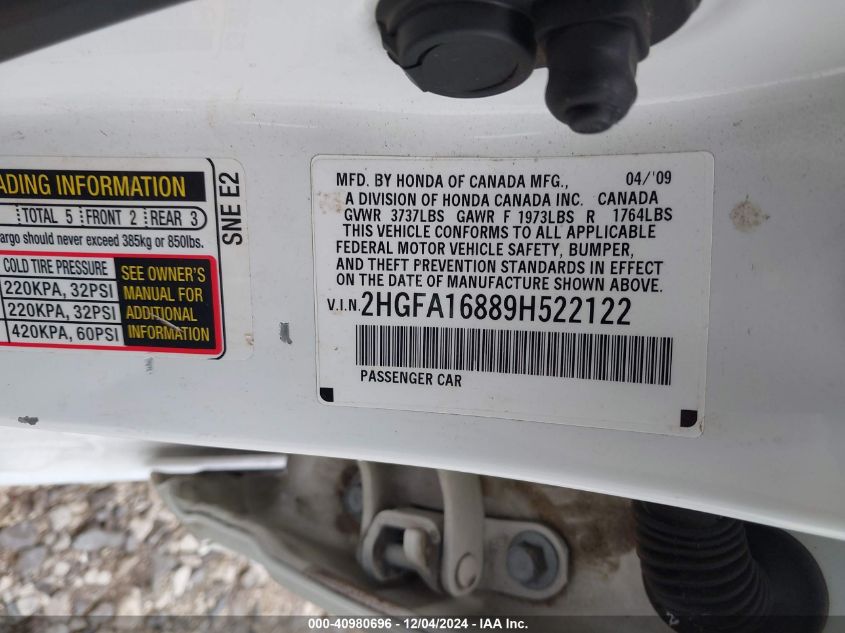 ADING INFORMATION
TOTAL 5 FRONT 2 REAR 3
argo should never exceed 385kg or 850lbs.
COLD TIRE PRESSURE
220KPA, 32PSI
220KPA, 32PSI
420KPA, 60PSI
SEE OWNER'S
MANUAL FOR
ADDITIONAL
INFORMATION
SNE E2
MFD. BY HONDA OF CANADA MFG., 04/'09
A DIVISION OF HONDA CANADA INC. CANADA
GVWR 3737LBS GAWR F 1973LBS R 1764LBS
THIS VEHICLE CONFORMS TO ALL APPLICABLE
FEDERAL MOTOR VEHICLE SAFETY, BUMPER,
AND THEFT PREVENTION STANDARDS IN EFFECT
ON THE DATE OF MANUFACTURE SHOWN ABOVE.
V.I.N. 2HGFA16889H522122
PASSENGER CAR
000-40980696 - 12/04/2024 - IAA Inc.